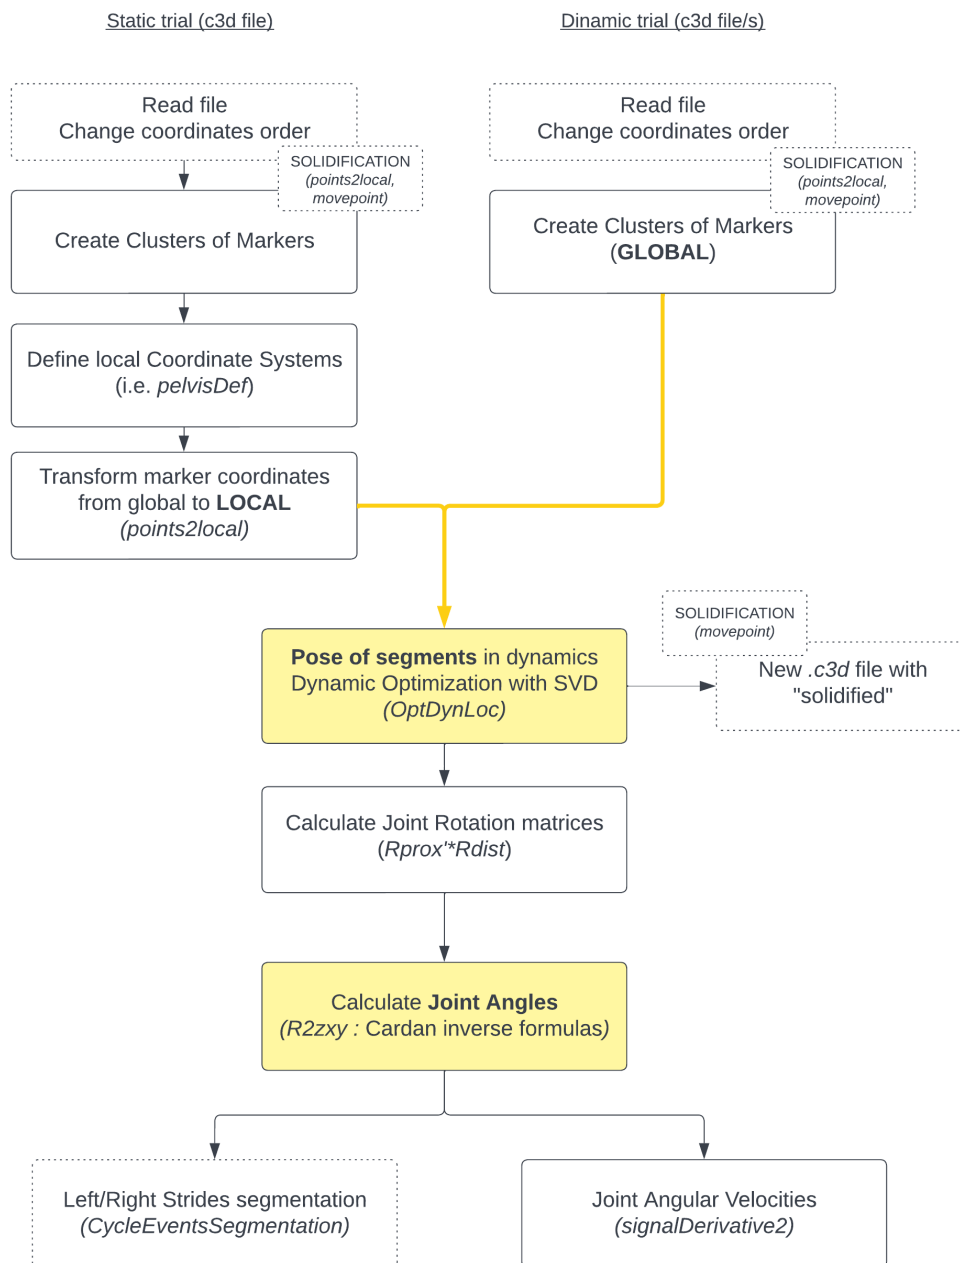 Static trial (c3d file)
Dinamic trial (c3d file/s)
Read file
Change coordinates order
SOLIDIFICATION
(points2local,
movepoint)
Create Clusters of Markers
Define local Coordinate Systems
(i.e. pelvisDef)
Transform marker coordinates
from global to LOCAL
(points2local)
Read file
Change coordinates order
SOLIDIFICATION
(points2local,
movepoint)
Create Clusters of Markers
(GLOBAL)
Pose of segments in dynamics
Dynamic Optimization with SVD
(OptDynLoc)
SOLIDIFICATION
(movepoint)
New .c3d file with
"solidified"
Calculate Joint Rotation matrices
(Rprox'*Rdist)
Calculate Joint Angles
(R2zxy : Cardan inverse formulas)
Left/Right Strides segmentation
(CycleEventsSegmentation)
Joint Angular Velocities
(signalDerivative2)